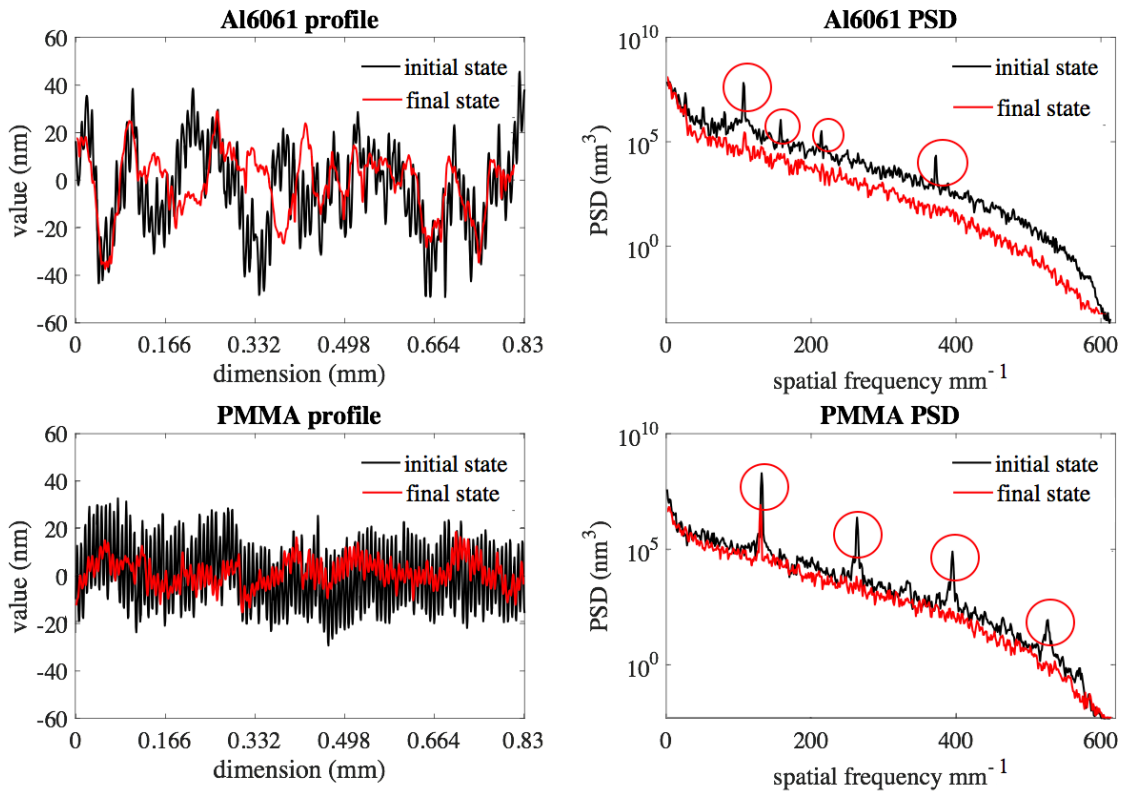 Al6061 profile
60
40
20
0
-20
-40
-60
value (nm)
initial state
final state
0
0.166
0.332
0.498
0.664
0.83
dimension (mm)
Al6061 PSD
10^10
10^5
10^0
PSD (nm^3)
initial state
final state
0
200
400
600
spatial frequency mm^-1
PMMA profile
60
40
20
0
-20
-40
-60
value (nm)
initial state
final state
0
0.166
0.332
0.498
0.664
0.83
dimension (mm)
PMMA PSD
10^10
10^5
10^0
PSD (nm^3)
initial state
final state
0
200
400
600
spatial frequency mm^-1